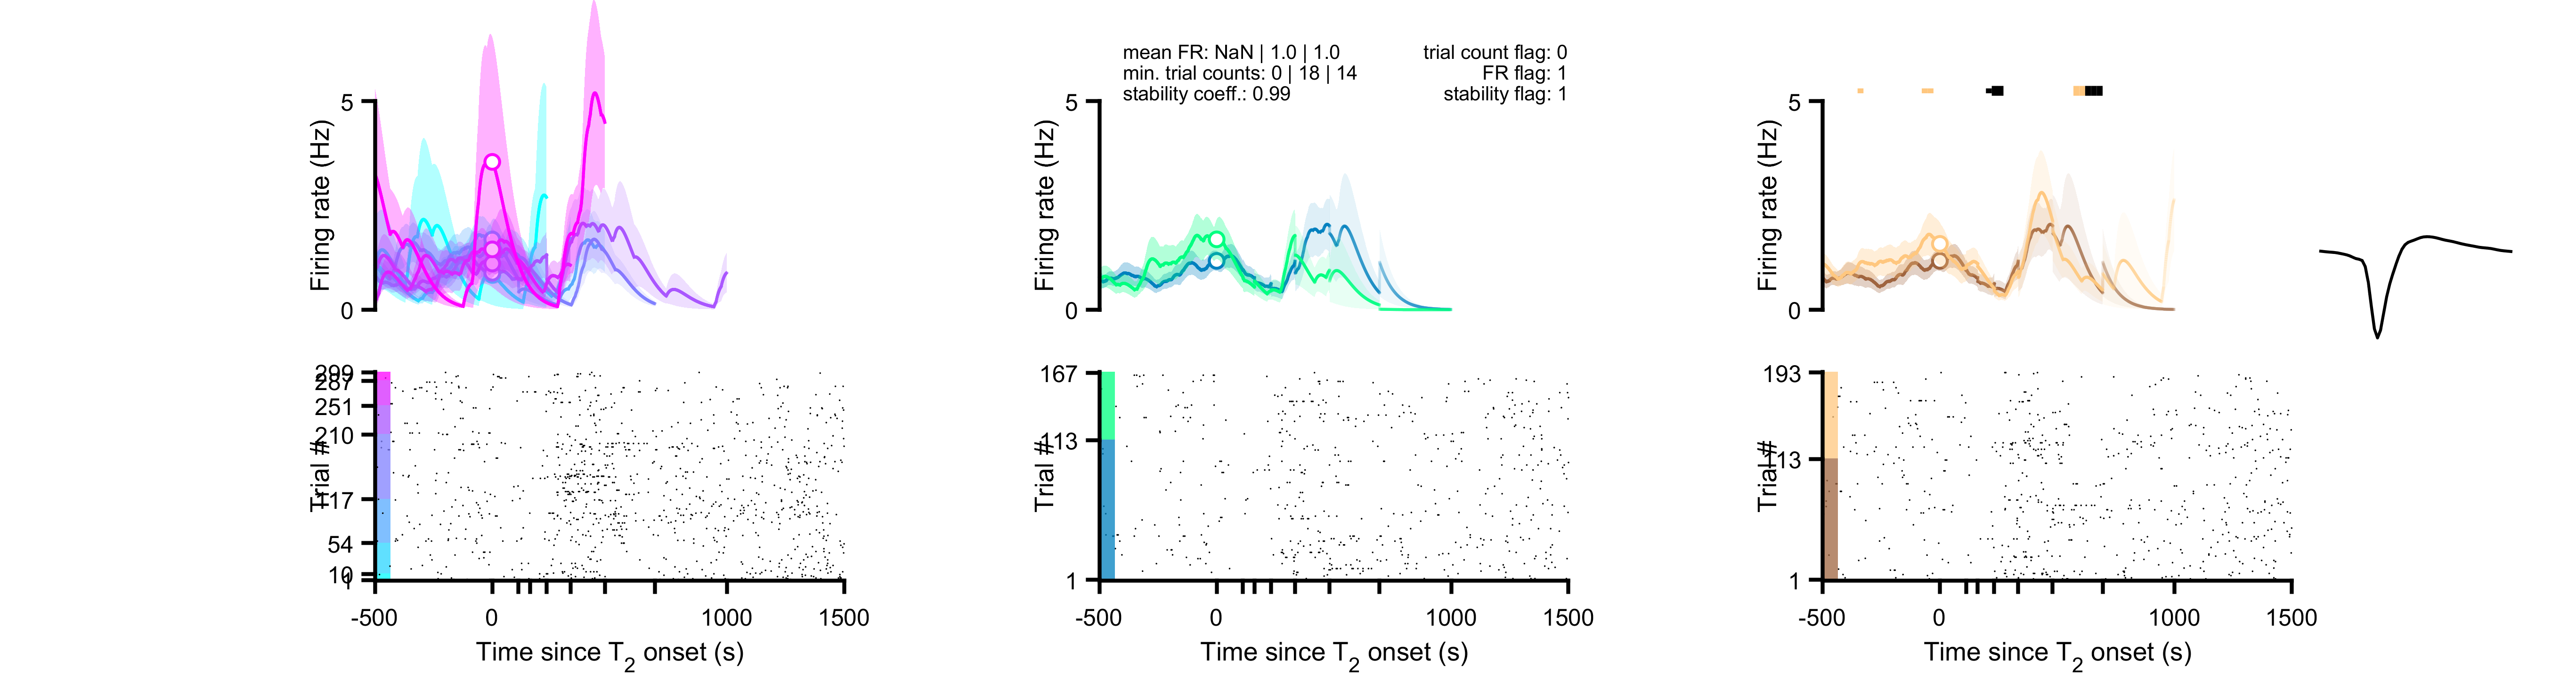 mean FR: NaN | 1.0 | 1.0
min. trial counts: 0 | 18 | 14
stability coeff.: 0.99
trial count flag: 0
FR flag: 1
stability flag: 1
Firing rate (Hz)
5
0
Firing rate (Hz)
5
0
Firing rate (Hz)
5
0
Trial #
287
251
210
117
54
10
1
-500 0 1000 1500
Time since T2 onset (s)
Trial #
167
113
1
-500 0 1000 1500
Time since T2 onset (s)
Trial #
193
113
1
-500 0 1000 1500
Time since T2 onset (s)